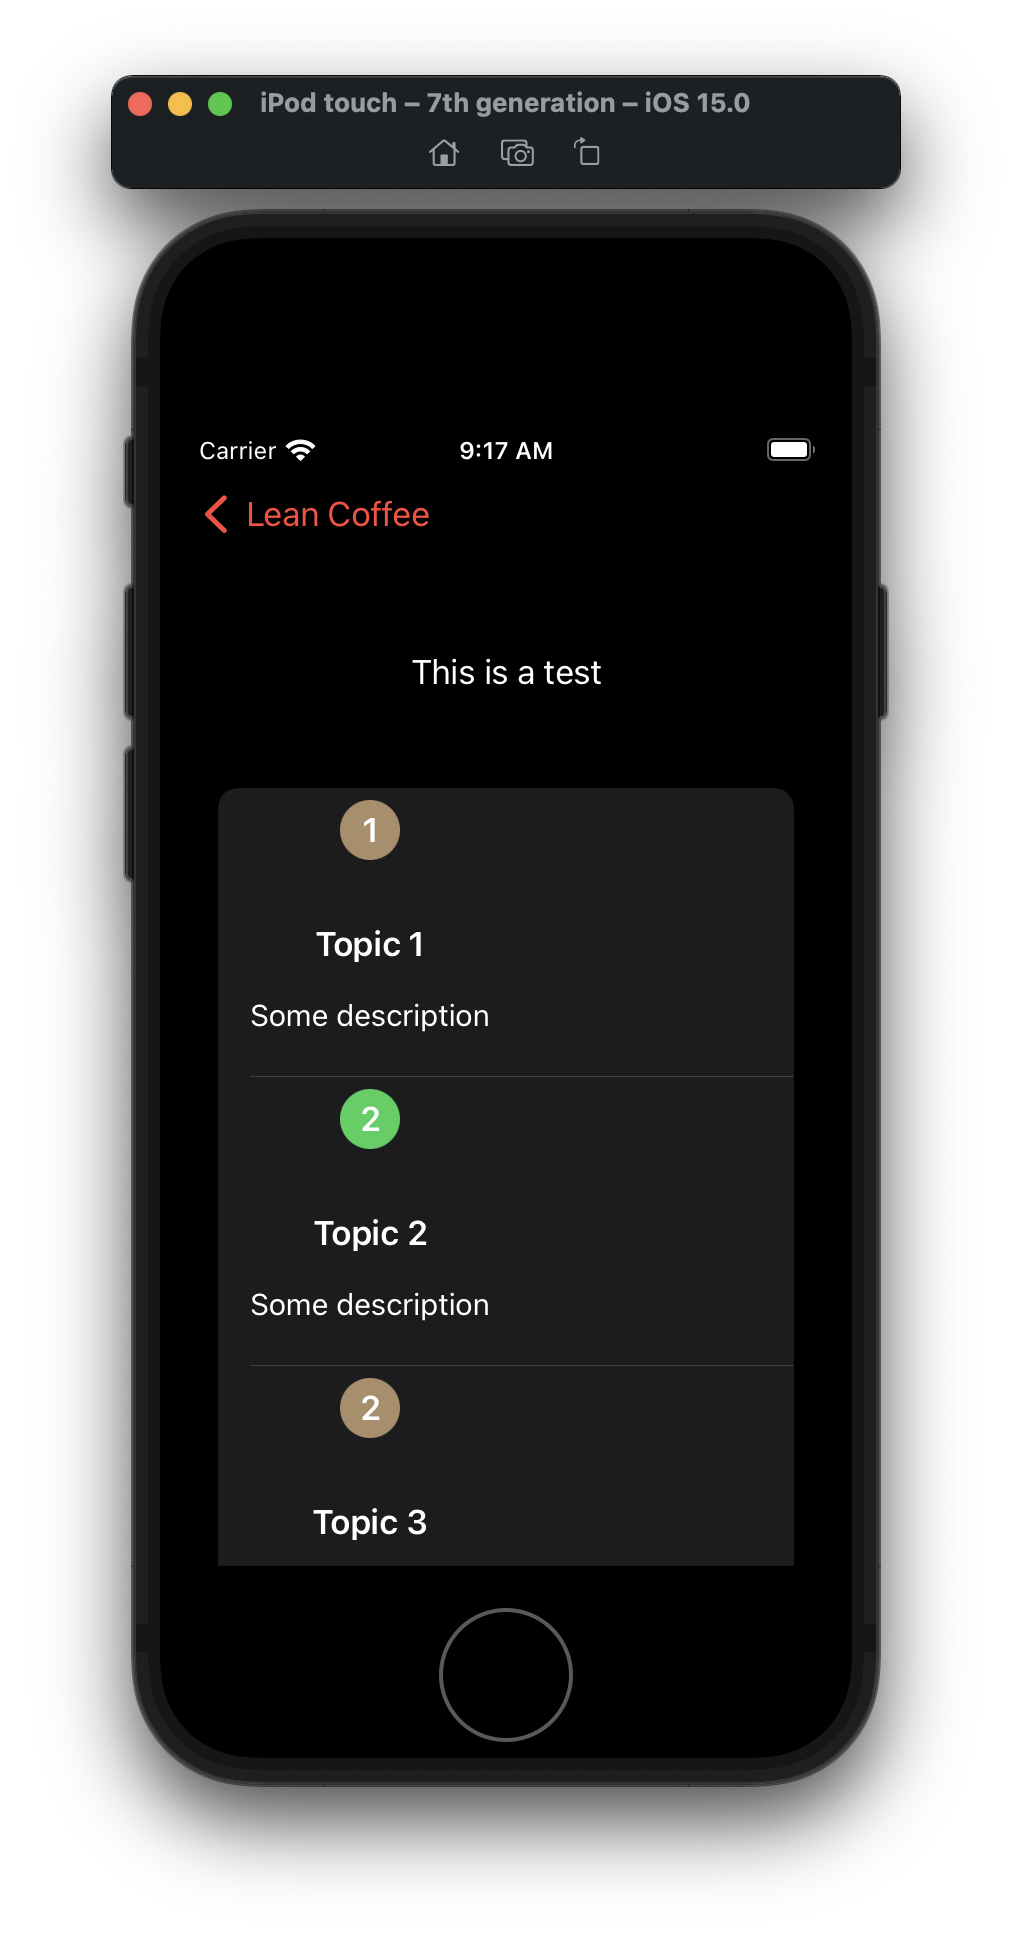 iPod touch – 7th generation – iOS 15.0
Carrier 9:17 AM
Lean Coffee
This is a test
1
Topic 1
Some description
2
Topic 2
Some description
2
Topic 3